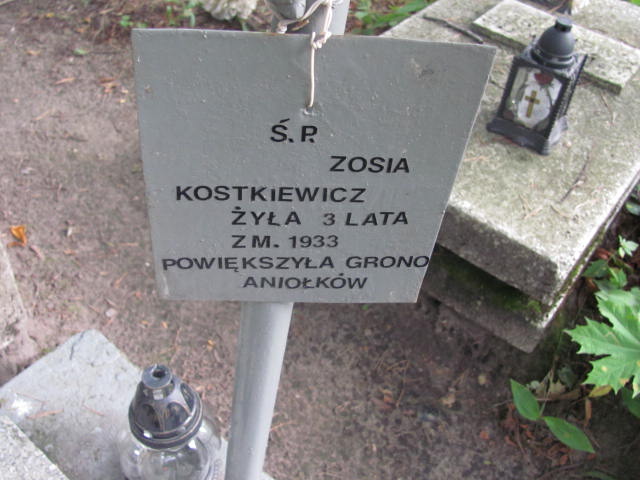 Ś.P.
ZOSIA
KOSTKiEWICZ
ŻYŁA 3 LATA
ZM. 1933
POWIĘKSZYŁA GRONO
ANIOŁKÓW